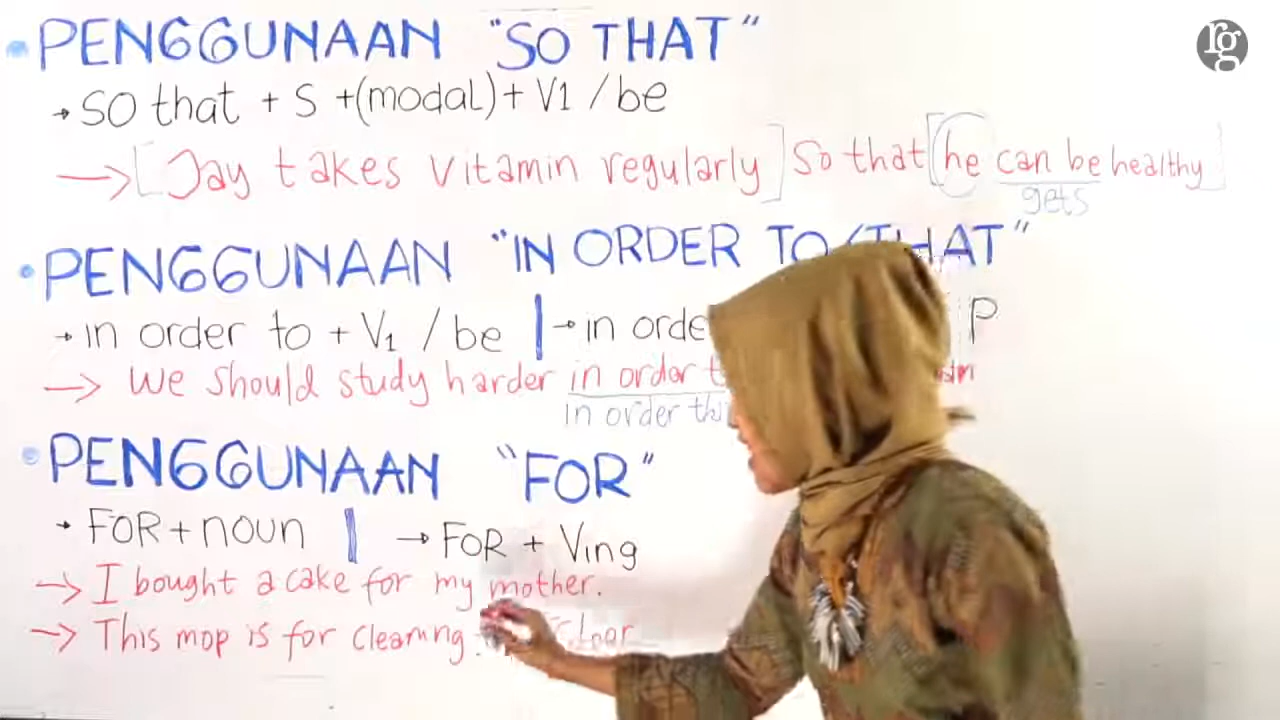 PENGGUNAAN "SO THAT"
→ SO that + S +(modal)+ V1 / be
→ [Jay takes vitamin regularly] So that [he can be healthy]
gets
PENGGUNAAN "IN ORDER TO/THAT"
→ in order to + V1 / be | → in P
→ We should study harder in order
in order
PENGGUNAAN "FOR"
→ FOR + noun | → FOR + Ving
→ I bought a cake for my mother.
→ This mop is for cleaning
rg